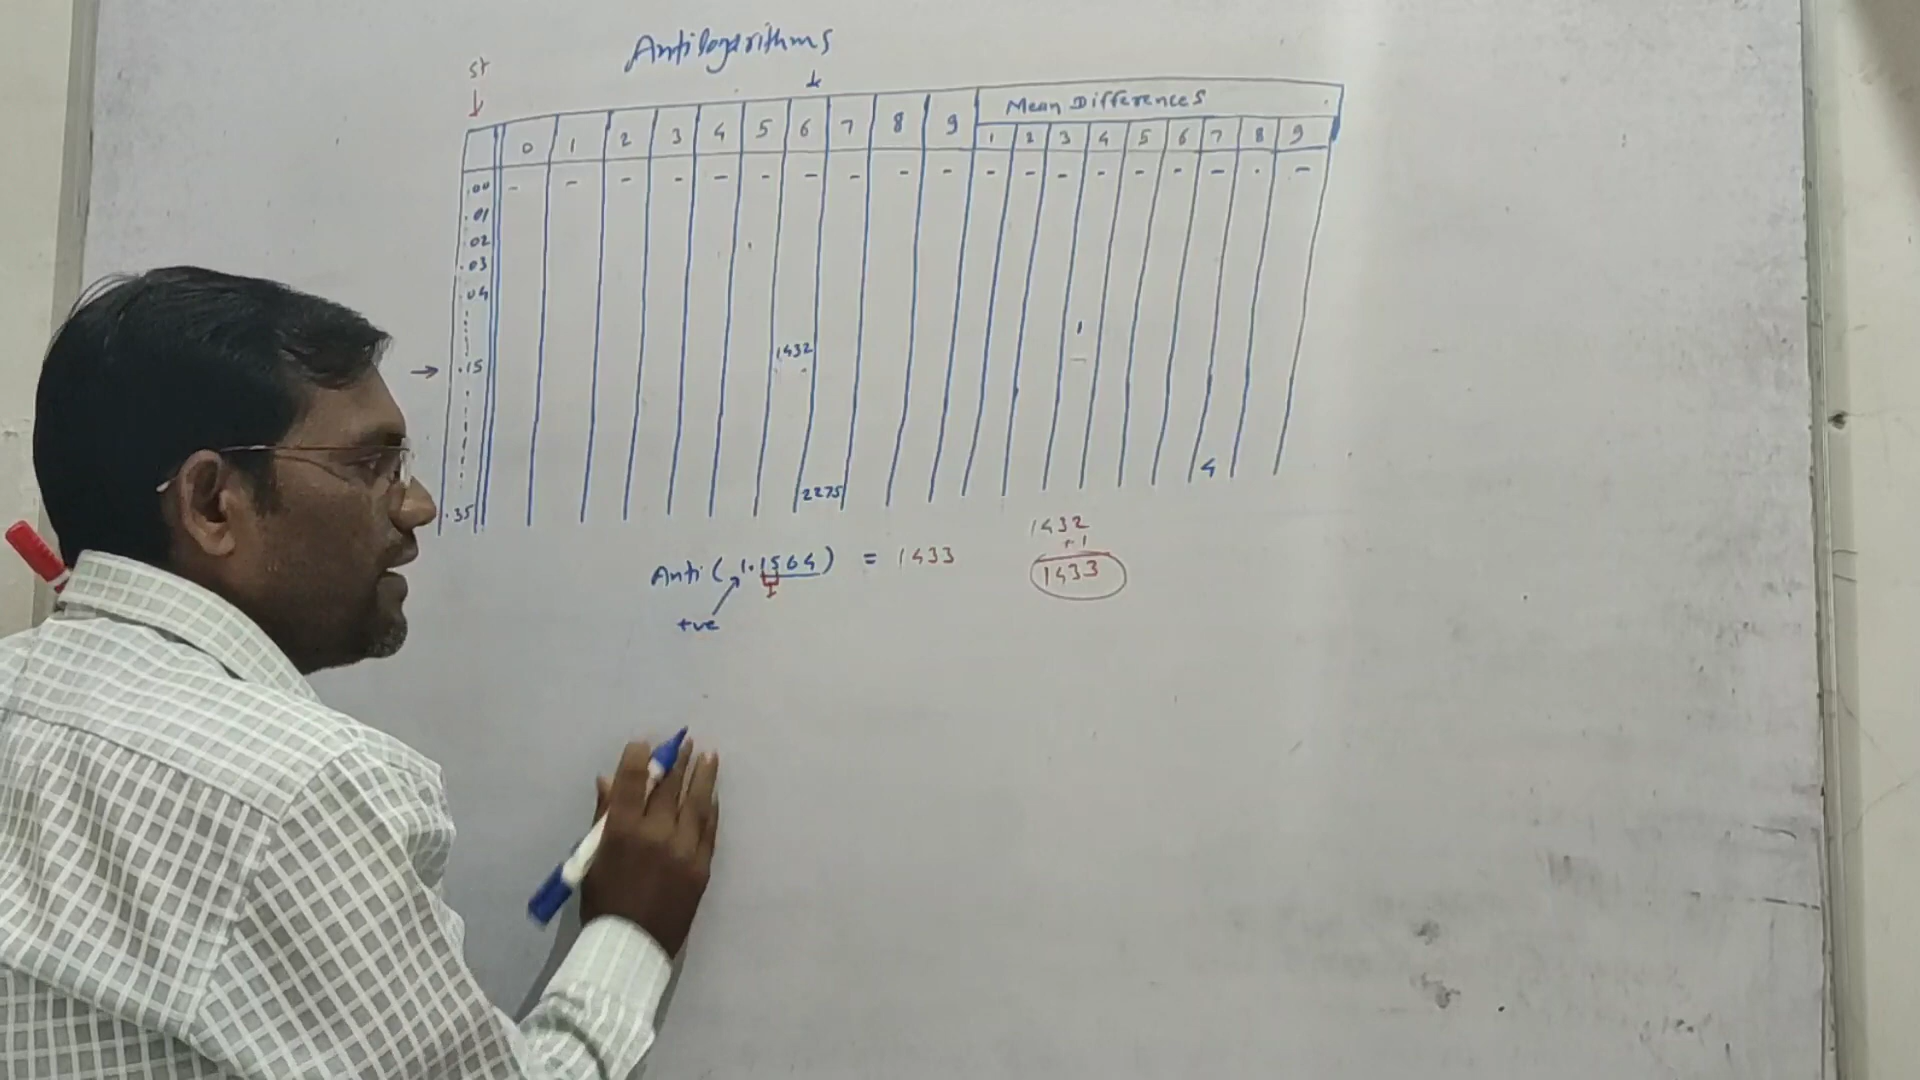 Antilogarithms
st
Mean Differences
0 1 2 3 4 5 6 7 8 9 1 2 3 4 5 6 7 8 9
.00 - - - - - - - - - - - - - - - - - . -
.01
.02
.03
.04
1
.15 1432
4
.35 2275
1432
+1
Anti( 1.1564) = 1433 1433
+ve